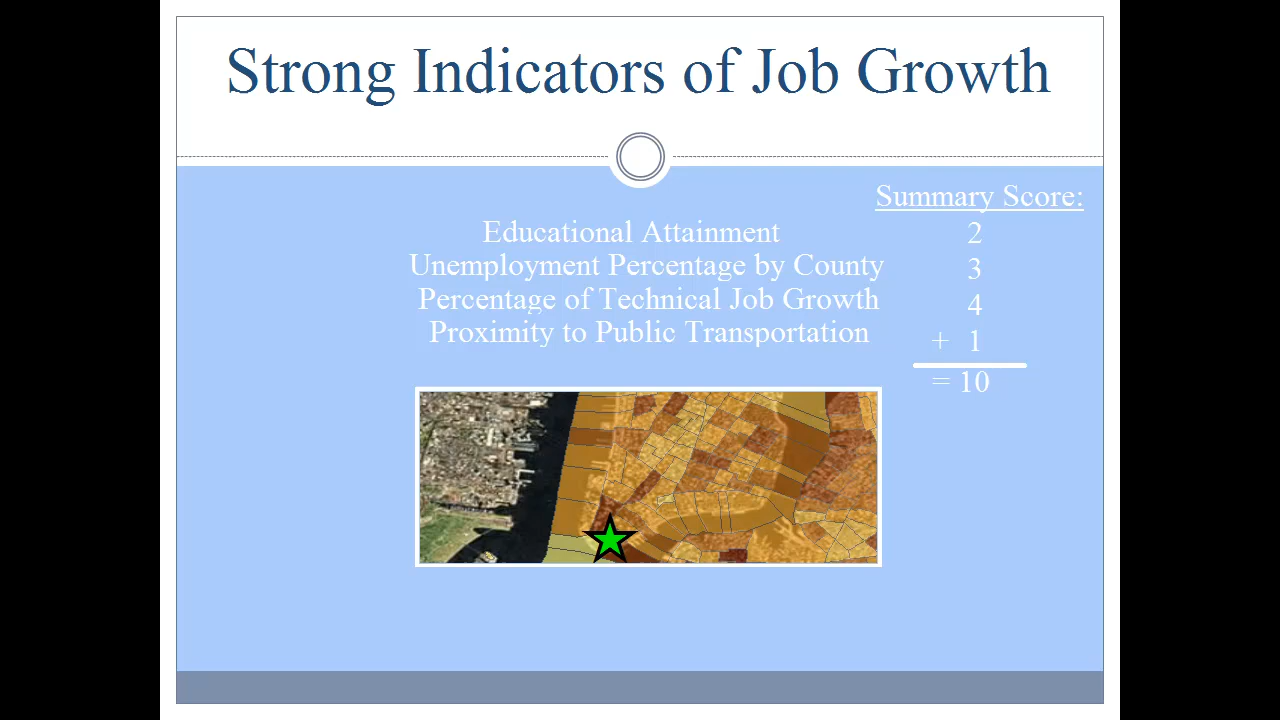 Strong Indicators of Job Growth
Summary Score:
Educational Attainment 2
Unemployment Percentage by County 3
Percentage of Technical Job Growth 4
Proximity to Public Transportation + 1
= 10